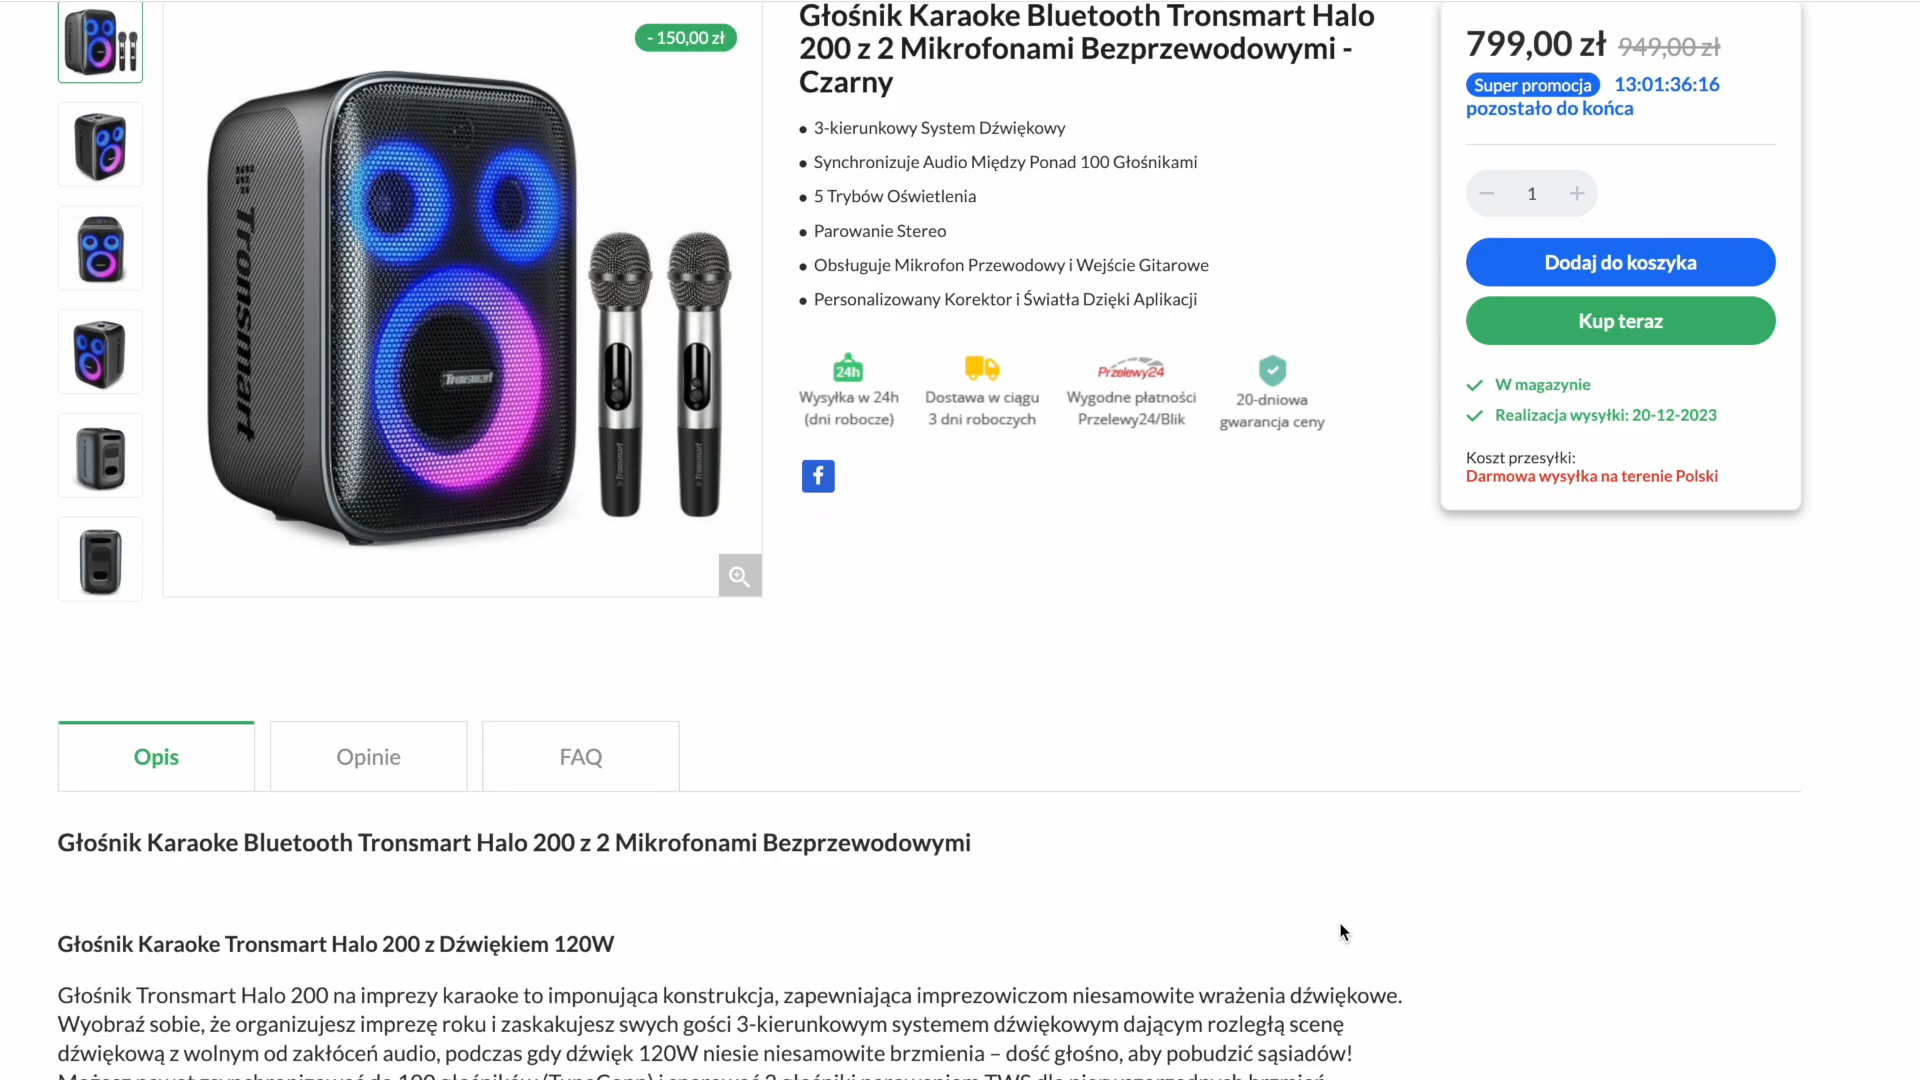 - 150,00 zł
Tronsmart
Tronsmart
Tronsmart
Tronsmart
Głośnik Karaoke Bluetooth Tronsmart Halo
200 z 2 Mikrofonami Bezprzewodowymi -
Czarny
• 3-kierunkowy System Dźwiękowy
• Synchronizuje Audio Między Ponad 100 Głośnikami
• 5 Trybów Oświetlenia
• Parowanie Stereo
• Obsługuje Mikrofon Przewodowy i Wejście Gitarowe
• Personalizowany Korektor i Światła Dzięki Aplikacji
24h
Wysyłka w 24h
(dni robocze)
Dostawa w ciągu
3 dni roboczych
Przelewy24
Wygodne płatności
Przelewy24/Blik
20-dniowa
gwarancja ceny
799,00 zł 949,00 zł
Super promocja 13:01:36:16
pozostało do końca
1
Dodaj do koszyka
Kup teraz
W magazynie
Realizacja wysyłki: 20-12-2023
Koszt przesyłki:
Darmowa wysyłka na terenie Polski
Opis
Opinie
FAQ
Głośnik Karaoke Bluetooth Tronsmart Halo 200 z 2 Mikrofonami Bezprzewodowymi
Głośnik Karaoke Tronsmart Halo 200 z Dźwiękiem 120W
Głośnik Tronsmart Halo 200 na imprezy karaoke to imponująca konstrukcja, zapewniająca imprezowiczom niesamowite wrażenia dźwiękowe.
Wyobraź sobie, że organizujesz imprezę roku i zaskakujesz swych gości 3-kierunkowym systemem dźwiękowym dającym rozległą scenę
dźwiękową z wolnym od zakłóceń audio, podczas gdy dźwięk 120W niesie niesamowite brzmienia – dość głośno, aby pobudzić sąsiadów!